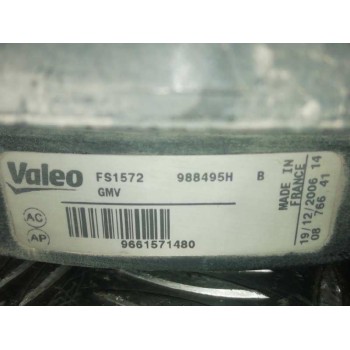 Valeo FS1572 988495H B
GMV
AC
AP
9661571480
MADE IN
FRANCE
19/12/2006 14
08 766 41